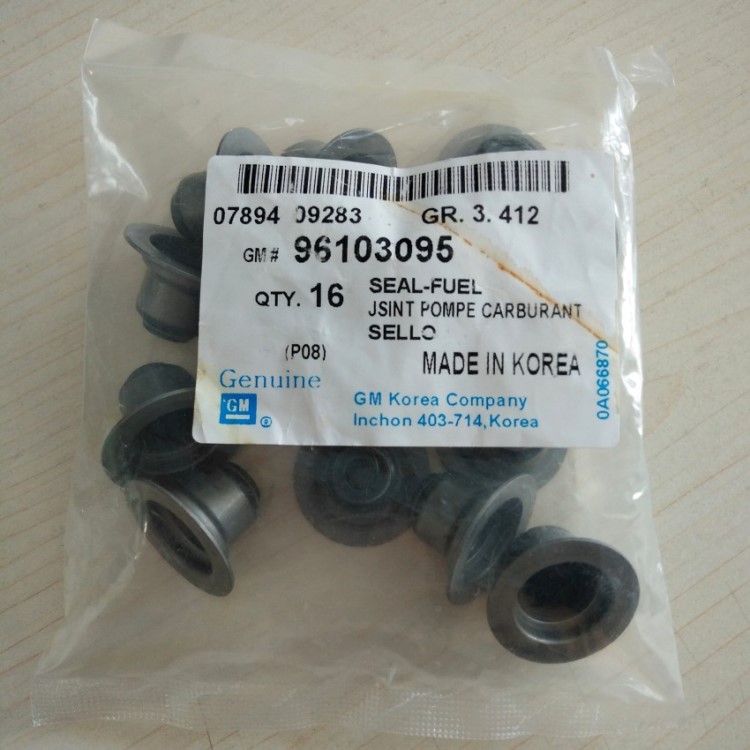 07894 09283 GR. 3. 412
GM# 96103095
QTY. 16 SEAL-FUEL
JSINT POMPE CARBURANT
SELLO
(P08) MADE IN KOREA
Genuine
GM
®
GM Korea Company
Inchon 403-714, Korea
0A066870